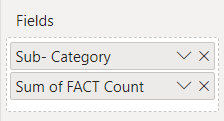 Fields
Sub- Category
Sum of FACT Count